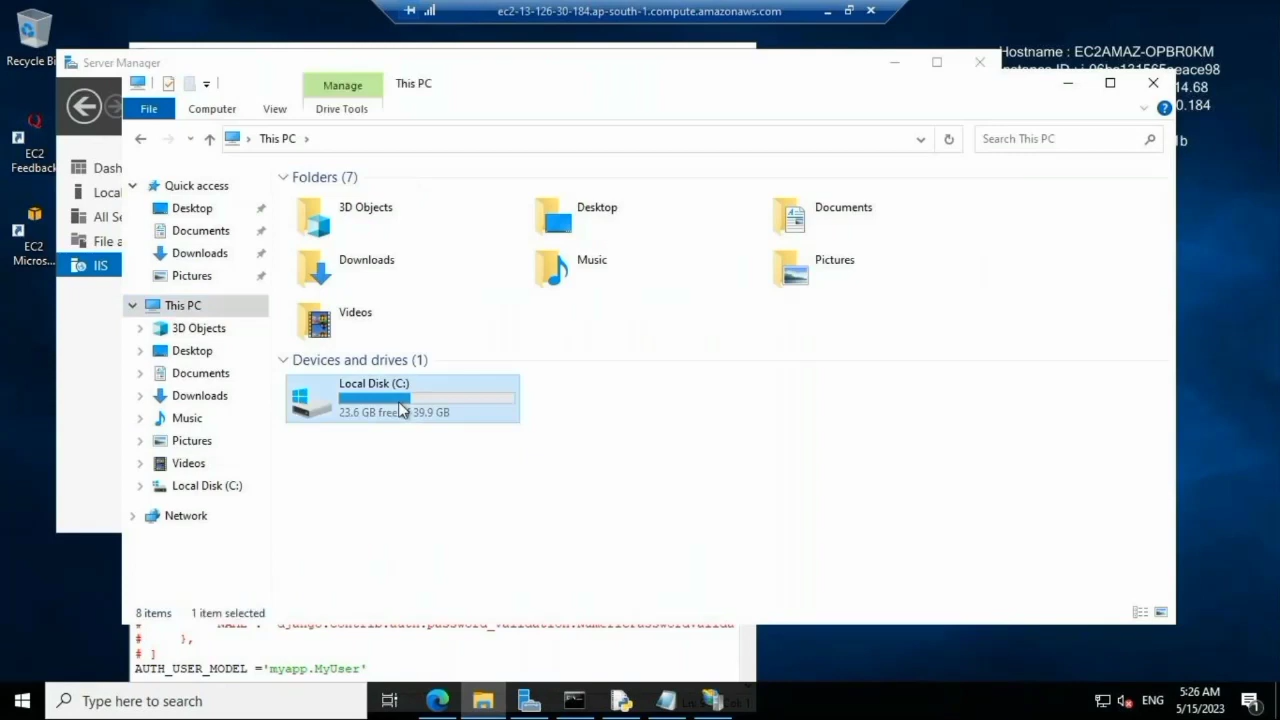 ec2-13-126-30-184.ap-south-1.compute.amazonaws.com
Recycle Bi
Server Manager
Hostname : EC2AMAZ-OPBR0KM
Manage
This PC
14.68
0.184
File
Computer
View
Drive Tools
This PC
Search This PC
EC2
Feedback
Dash
Local
All Se
File a
IIS
EC2
Micros...
Quick access
Desktop
Documents
Downloads
Pictures
This PC
3D Objects
Desktop
Documents
Downloads
Music
Pictures
Videos
Local Disk (C:)
Network
Folders (7)
3D Objects
Desktop
Documents
Downloads
Music
Pictures
Videos
Devices and drives (1)
Local Disk (C:)
23.6 GB free 39.9 GB
8 items
1 item selected
# },
# ]
AUTH_USER_MODEL ='myapp.MyUser'
Type here to search
ENG
5:26 AM
5/15/2023
1